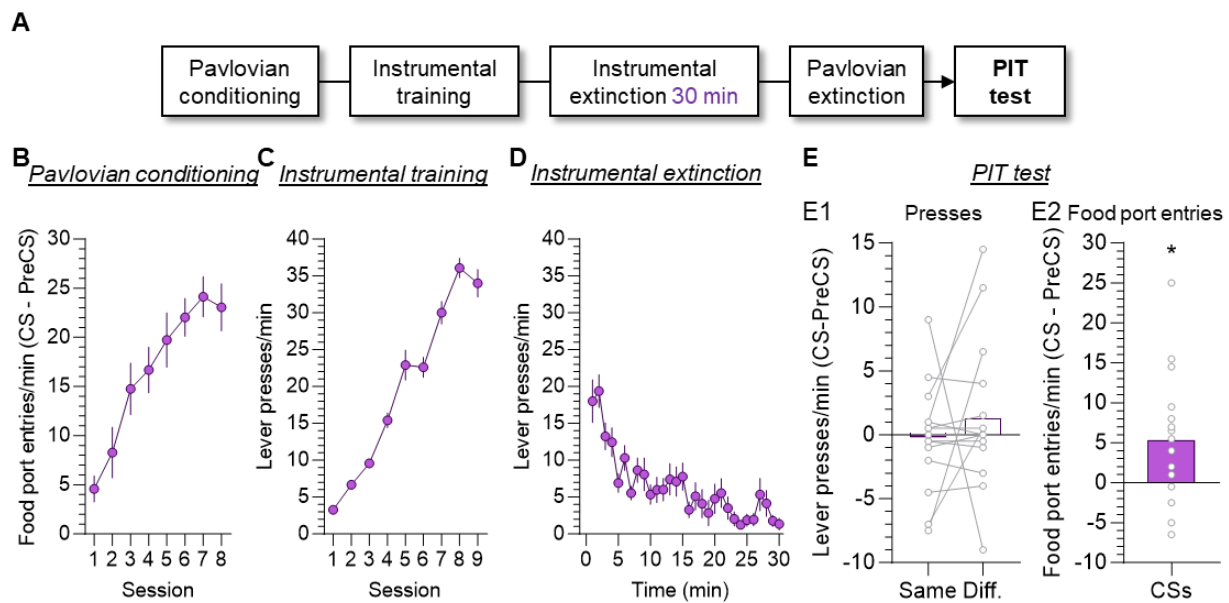 A
Pavlovian
conditioning
Instrumental
training
Instrumental
extinction 30 min
Pavlovian
extinction
PIT
test
B
Pavlovian conditioning
Food port entries/min (CS - PreCS)
30
25
20
15
10
5
0
1 2 3 4 5 6 7 8
Session
C
Instrumental training
Lever presses/min
40
35
30
25
20
15
10
5
0
1 2 3 4 5 6 7 8 9
Session
D
Instrumental extinction
Lever presses/min
40
35
30
25
20
15
10
5
0
0 5 10 15 20 30
Time (min)
E
PIT test
E1
Presses
Lever presses/min (CS-PreCS)
15
10
5
0
-5
-10
Same Diff.
E2
Food port entries
Food port entries/min (CS - PreCS)
30
25
20
15
10
5
0
-5
-10
*
CSs